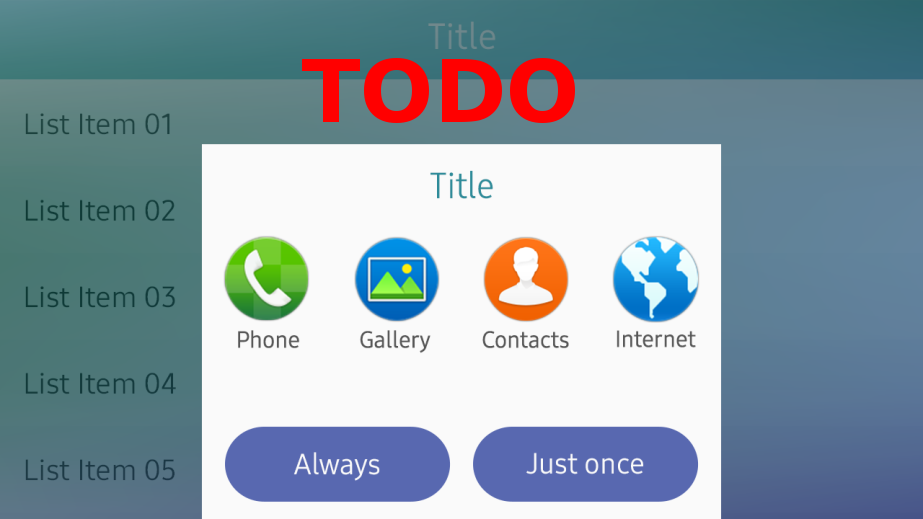 Title
TODO
List Item 01
List Item 02
List Item 03
List Item 04
List Item 05
Title
Phone Gallery Contacts Internet
Always Just once